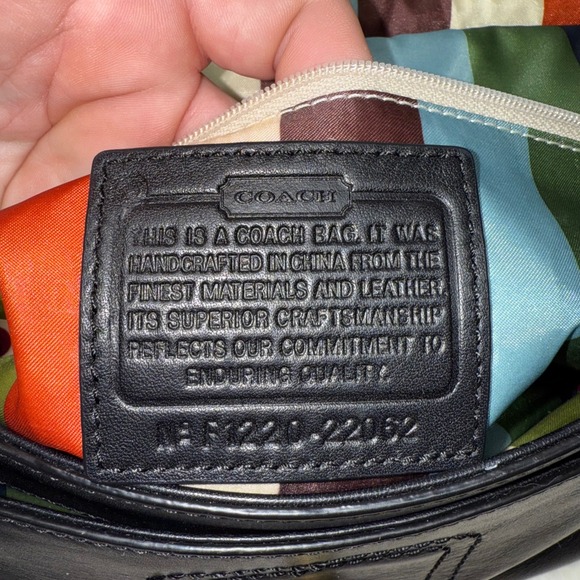 COACH
THIS IS A COACH BAG. IT WAS
HANDCRAFTED IN CHINA FROM THE
FINEST MATERIALS AND LEATHER.
ITS SUPERIOR CRAFTSMANSHIP
REFLECTS OUR COMMITMENT TO
ENDURING QUALITY.
Nº F1220-22062